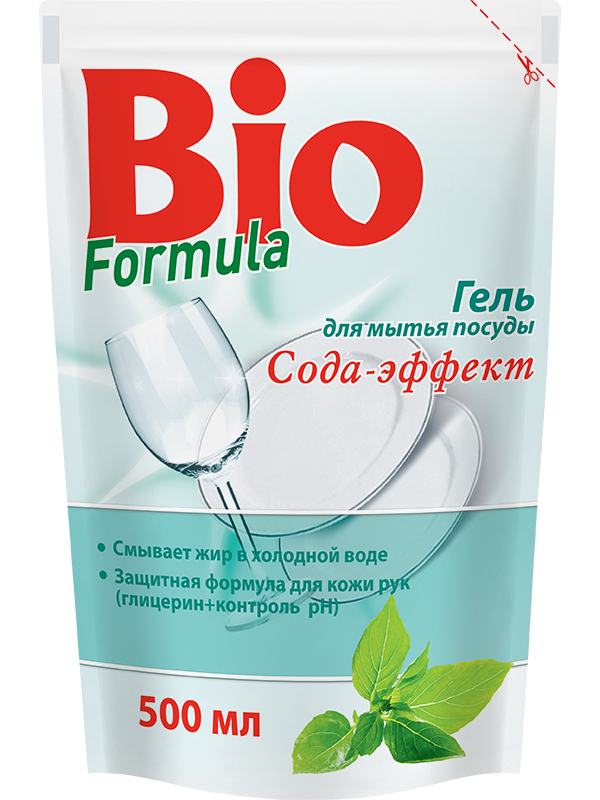 Bio
Formula
Гель
для мытья посуды
Сода-эффект
• Смывает жир в холодной воде
• Защитная формула для кожи рук
(глицерин+контроль pH)
500 мл